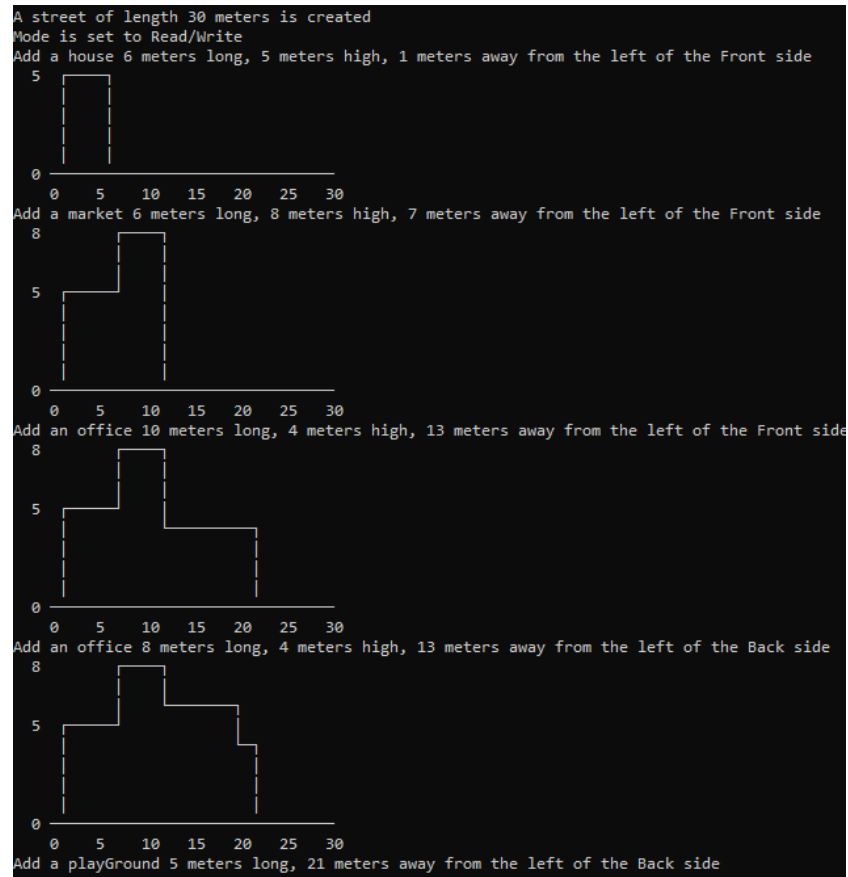 A street of length 30 meters is created
Mode is set to Read/Write
Add a house 6 meters long, 5 meters high, 1 meters away from the left of the Front side
5
0
0 5 10 15 20 25 30
Add a market 6 meters long, 8 meters high, 7 meters away from the left of the Front side
8
5
0
0 5 10 15 20 25 30
Add an office 10 meters long, 4 meters high, 13 meters away from the left of the Front side
8
5
0
0 5 10 15 20 25 30
Add an office 8 meters long, 4 meters high, 13 meters away from the left of the Back side
8
5
0
0 5 10 15 20 25 30
Add a playGround 5 meters long, 21 meters away from the left of the Back side